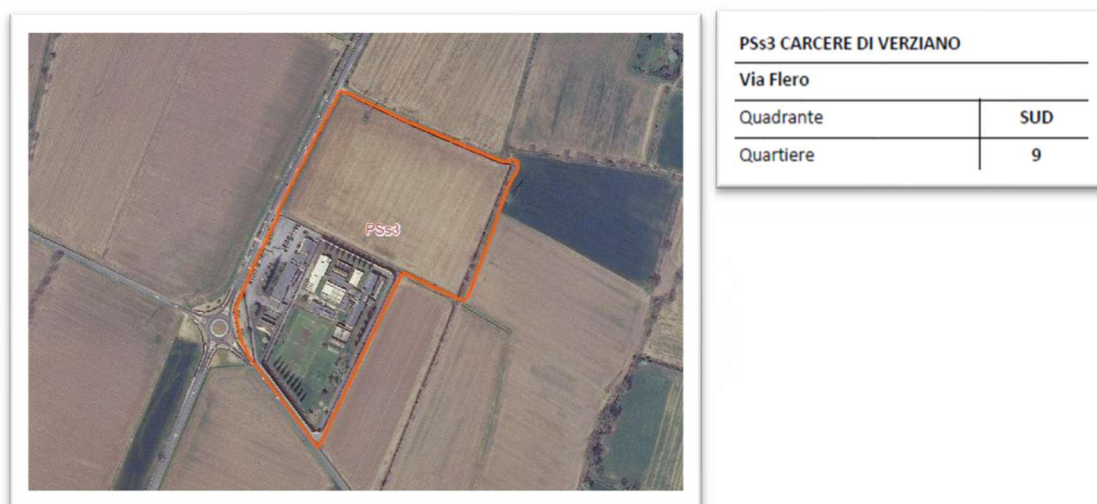 PSs3
PSs3 CARCERE DI VERZIANO
Via Flero
Quadrante SUD
Quartiere 9